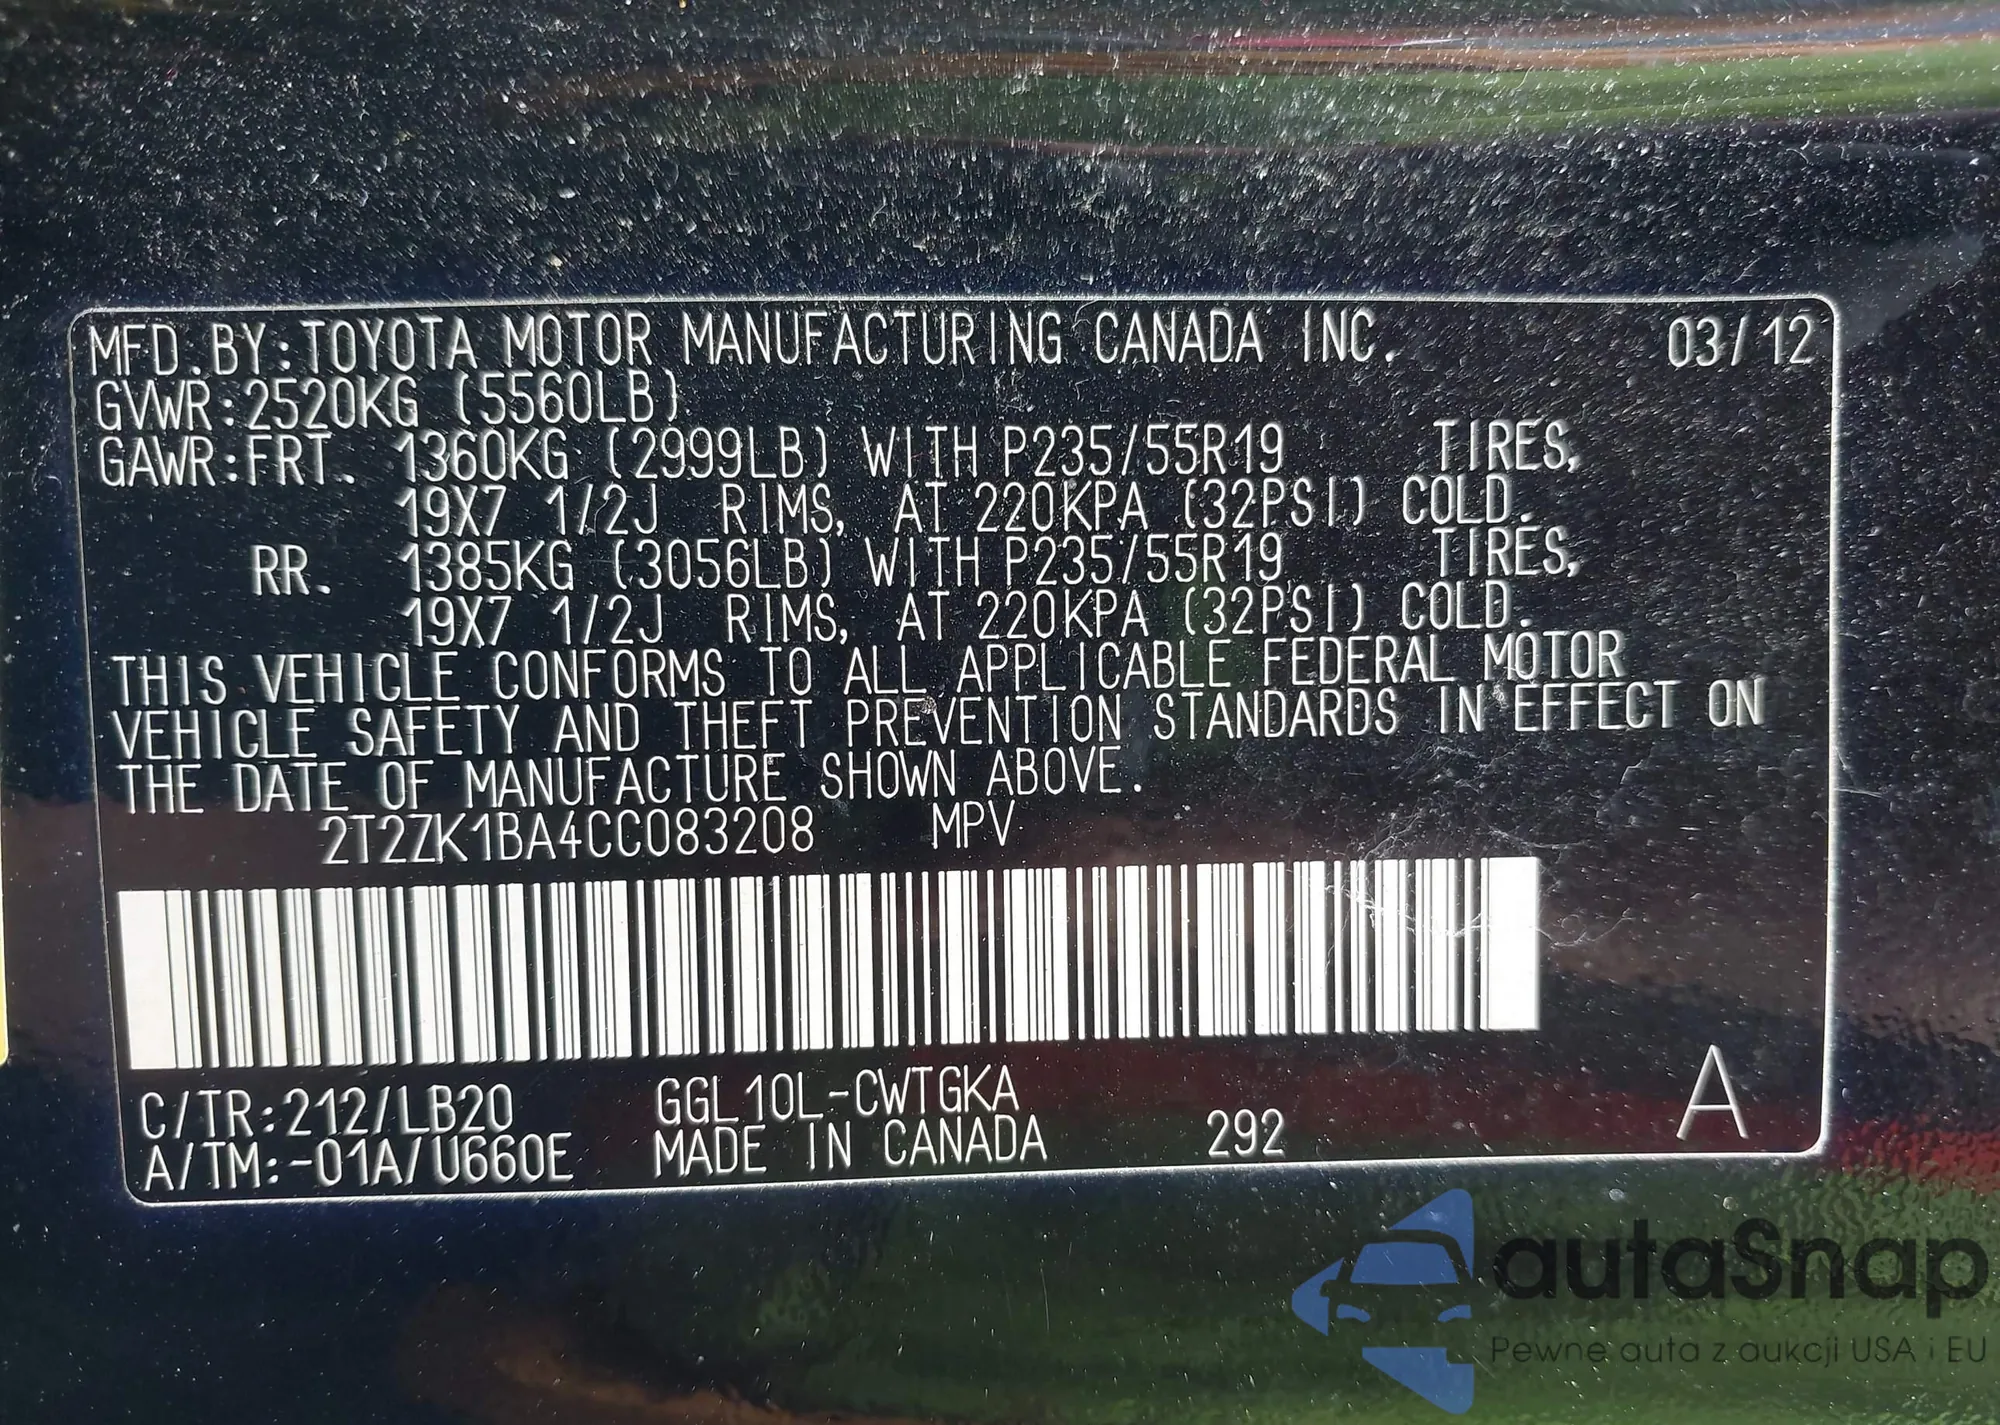 MFD. BY:TOYOTA MOTOR MANUFACTURING CANADA INC. 03/12
GVWR:2520KG (5560LB)
GAWR:FRT. 1360KG (2999LB) WITH P235/55R19 TIRES,
19X7 1/2J RIMS, AT 220KPA (32PSI) COLD.
RR. 1385KG (3056LB) WITH P235/55R19 TIRES,
19X7 1/2J RIMS, AT 220KPA (32PSI) COLD.
THIS VEHICLE CONFORMS TO ALL APPLICABLE FEDERAL MOTOR
VEHICLE SAFETY AND THEFT PREVENTION STANDARDS IN EFFECT ON
THE DATE OF MANUFACTURE SHOWN ABOVE.
2T2ZK1BA4CC083208 MPV
C/TR:212/LB20 GGL10L-CWTGKA
A/TM:-01A/U660E MADE IN CANADA 292 A
autaSnap
Pewne auta z aukcji USA i EU